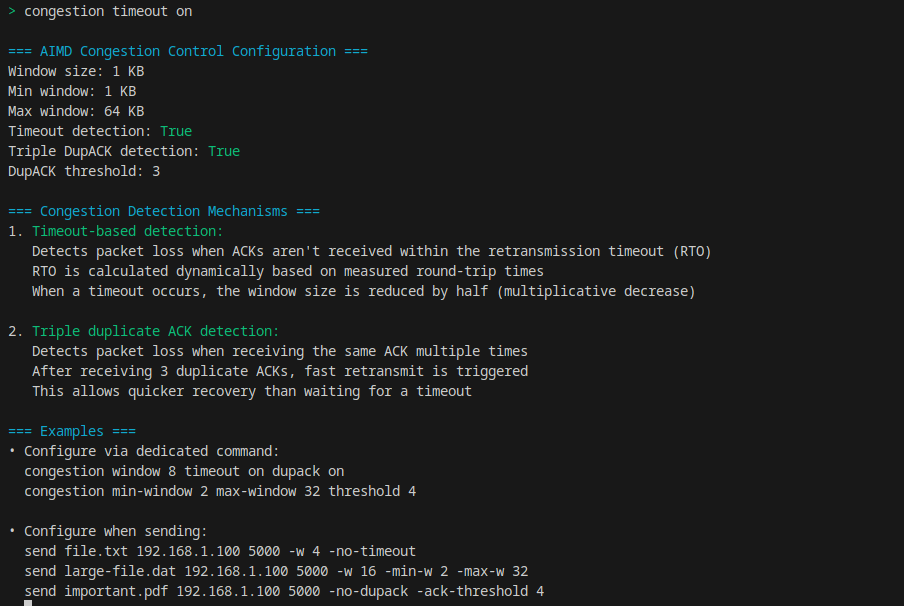 > congestion timeout on
=== AIMD Congestion Control Configuration ===
Window size: 1 KB
Min window: 1 KB
Max window: 64 KB
Timeout detection: True
Triple DupACK detection: True
DupACK threshold: 3
=== Congestion Detection Mechanisms ===
1. Timeout-based detection:
Detects packet loss when ACKs aren't received within the retransmission timeout (RTO)
RTO is calculated dynamically based on measured round-trip times
When a timeout occurs, the window size is reduced by half (multiplicative decrease)
2. Triple duplicate ACK detection:
Detects packet loss when receiving the same ACK multiple times
After receiving 3 duplicate ACKs, fast retransmit is triggered
This allows quicker recovery than waiting for a timeout
=== Examples ===
• Configure via dedicated command:
congestion window 8 timeout on dupack on
congestion min-window 2 max-window 32 threshold 4
• Configure when sending:
send file.txt 192.168.1.100 5000 -w 4 -no-timeout
send large-file.dat 192.168.1.100 5000 -w 16 -min-w 2 -max-w 32
send important.pdf 192.168.1.100 5000 -no-dupack -ack-threshold 4